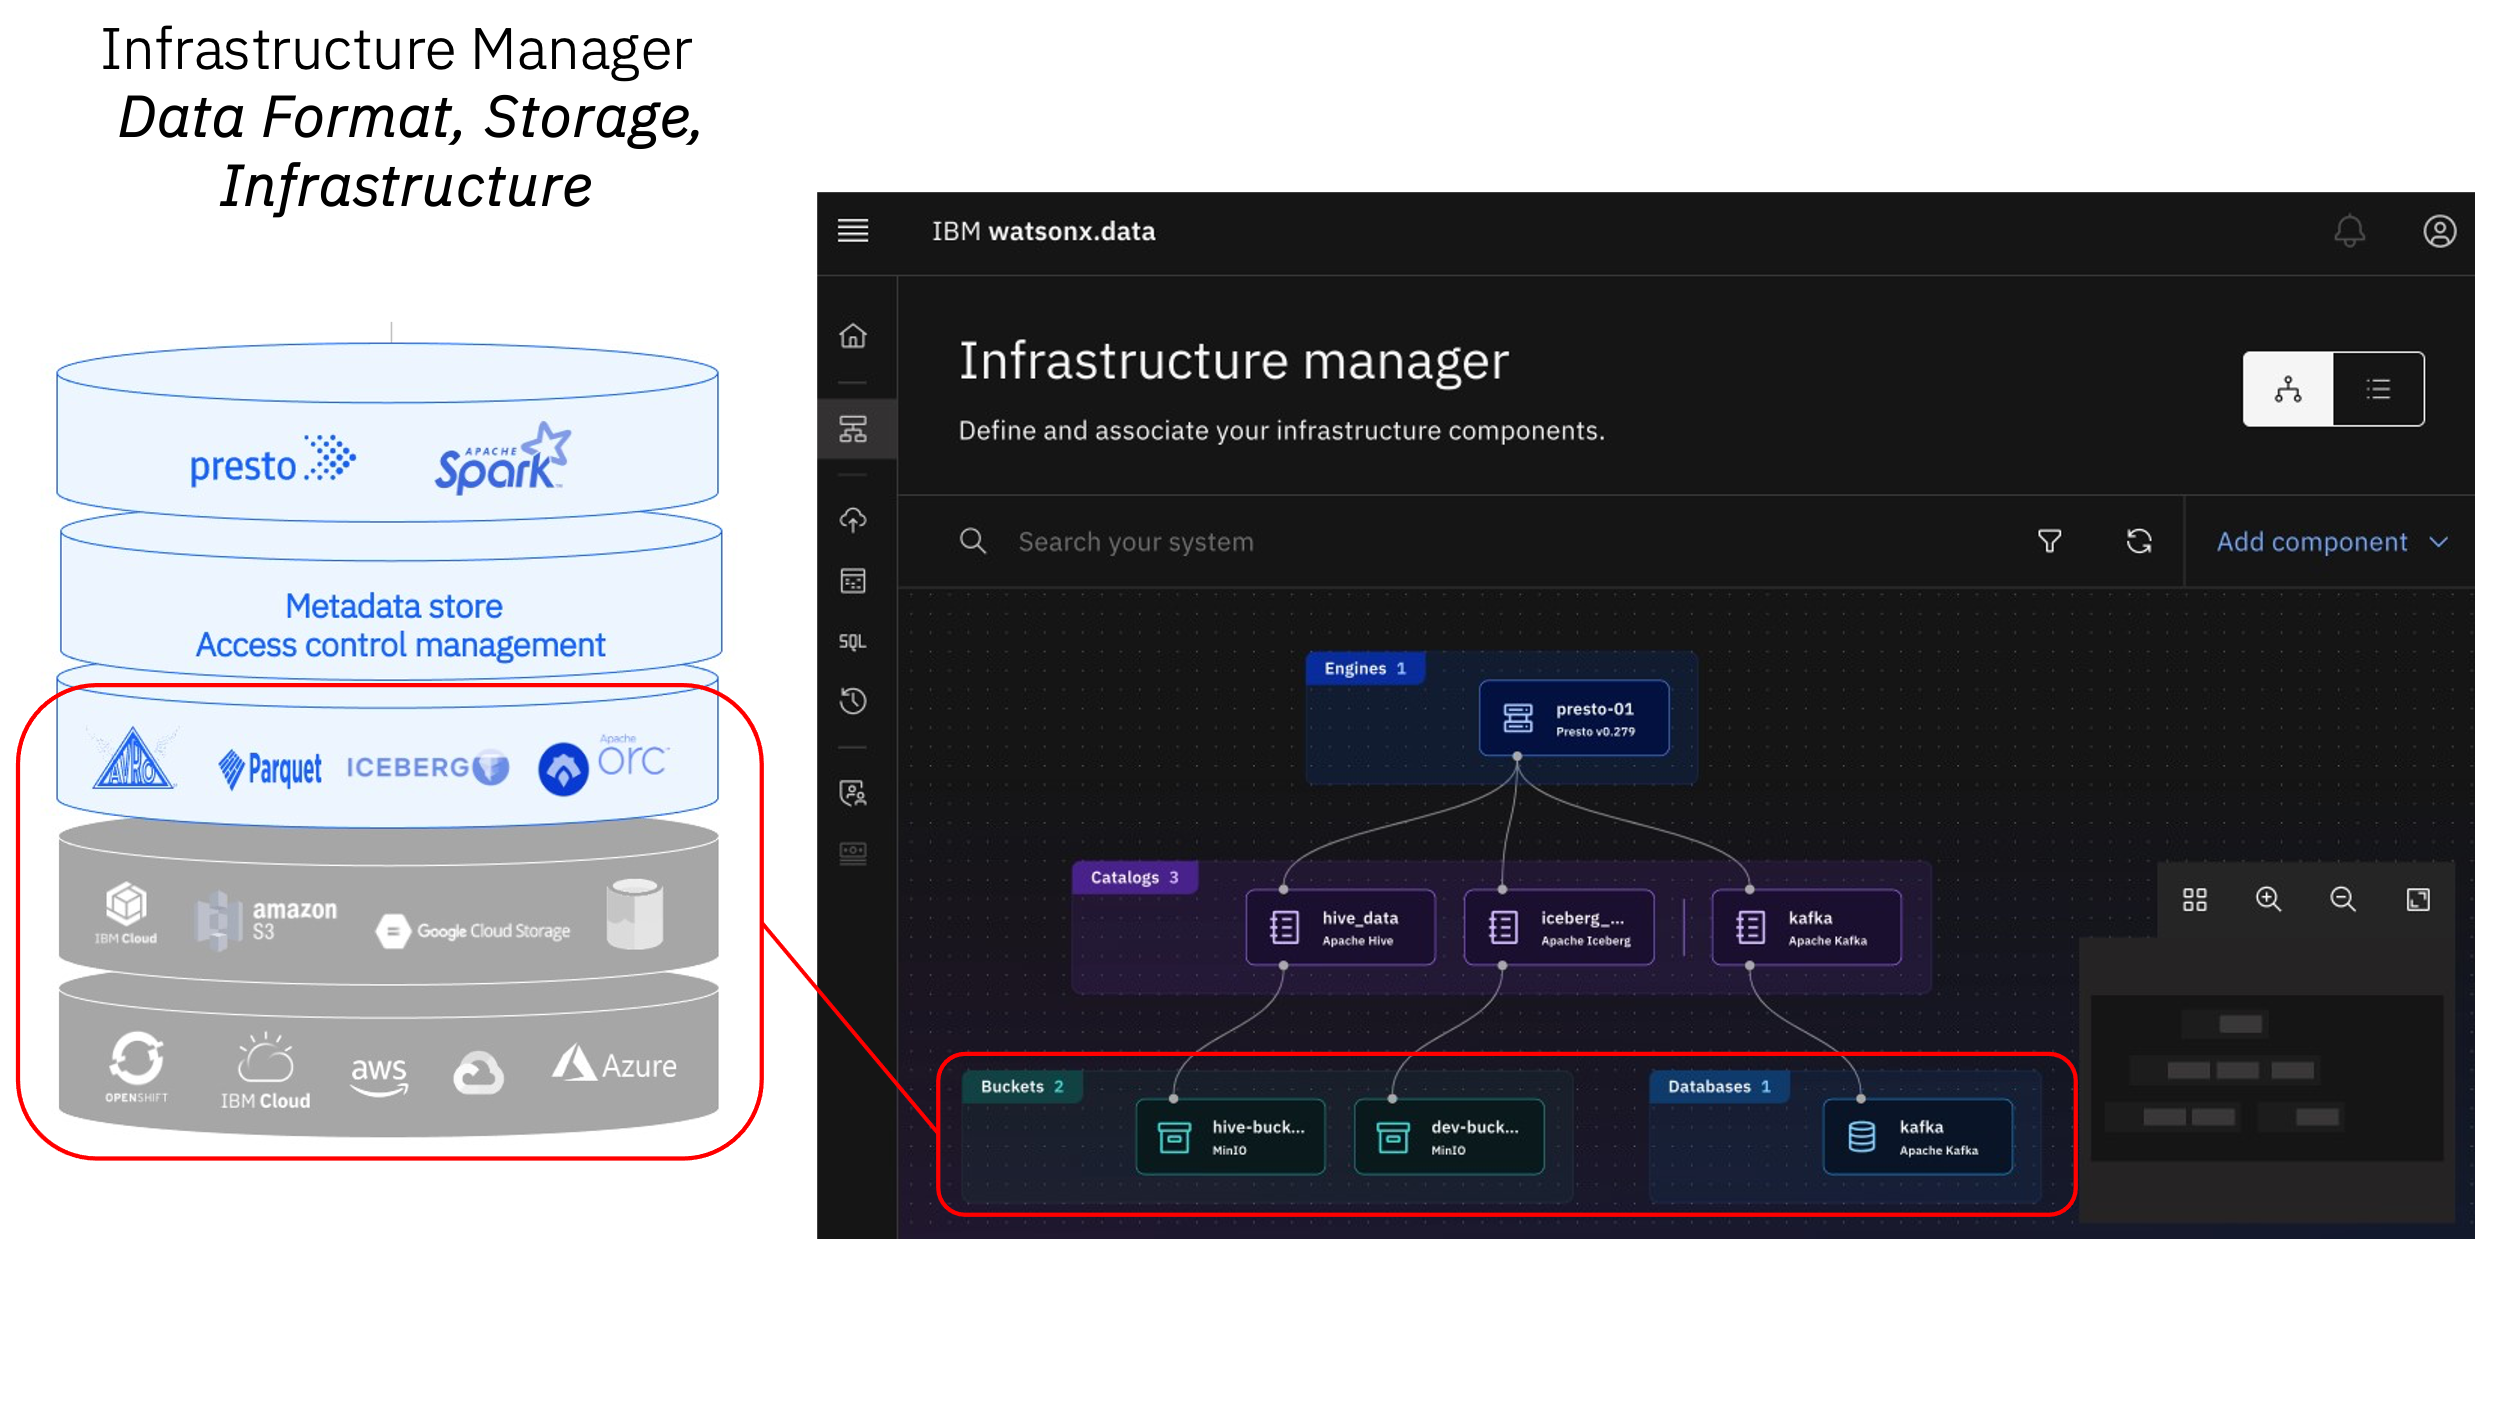 Infrastructure Manager
Data Format, Storage,
Infrastructure
presto
APACHE
Spark™
Metadata store
Access control management
AVRO
Parquet
ICEBERG
Apache
orc
IBM Cloud
amazon
S3
Google Cloud Storage
OPENSHIFT
IBM Cloud
aws
Azure
IBM watsonx.data
Infrastructure manager
Define and associate your infrastructure components.
Search your system
Add component
SQL
Engines 1
presto-01
Presto v0.279
Catalogs 3
hive_data
Apache Hive
iceberg_...
Apache Iceberg
kafka
Apache Kafka
Buckets 2
hive-buck...
MinIO
dev-buck...
MinIO
Databases 1
kafka
Apache Kafka